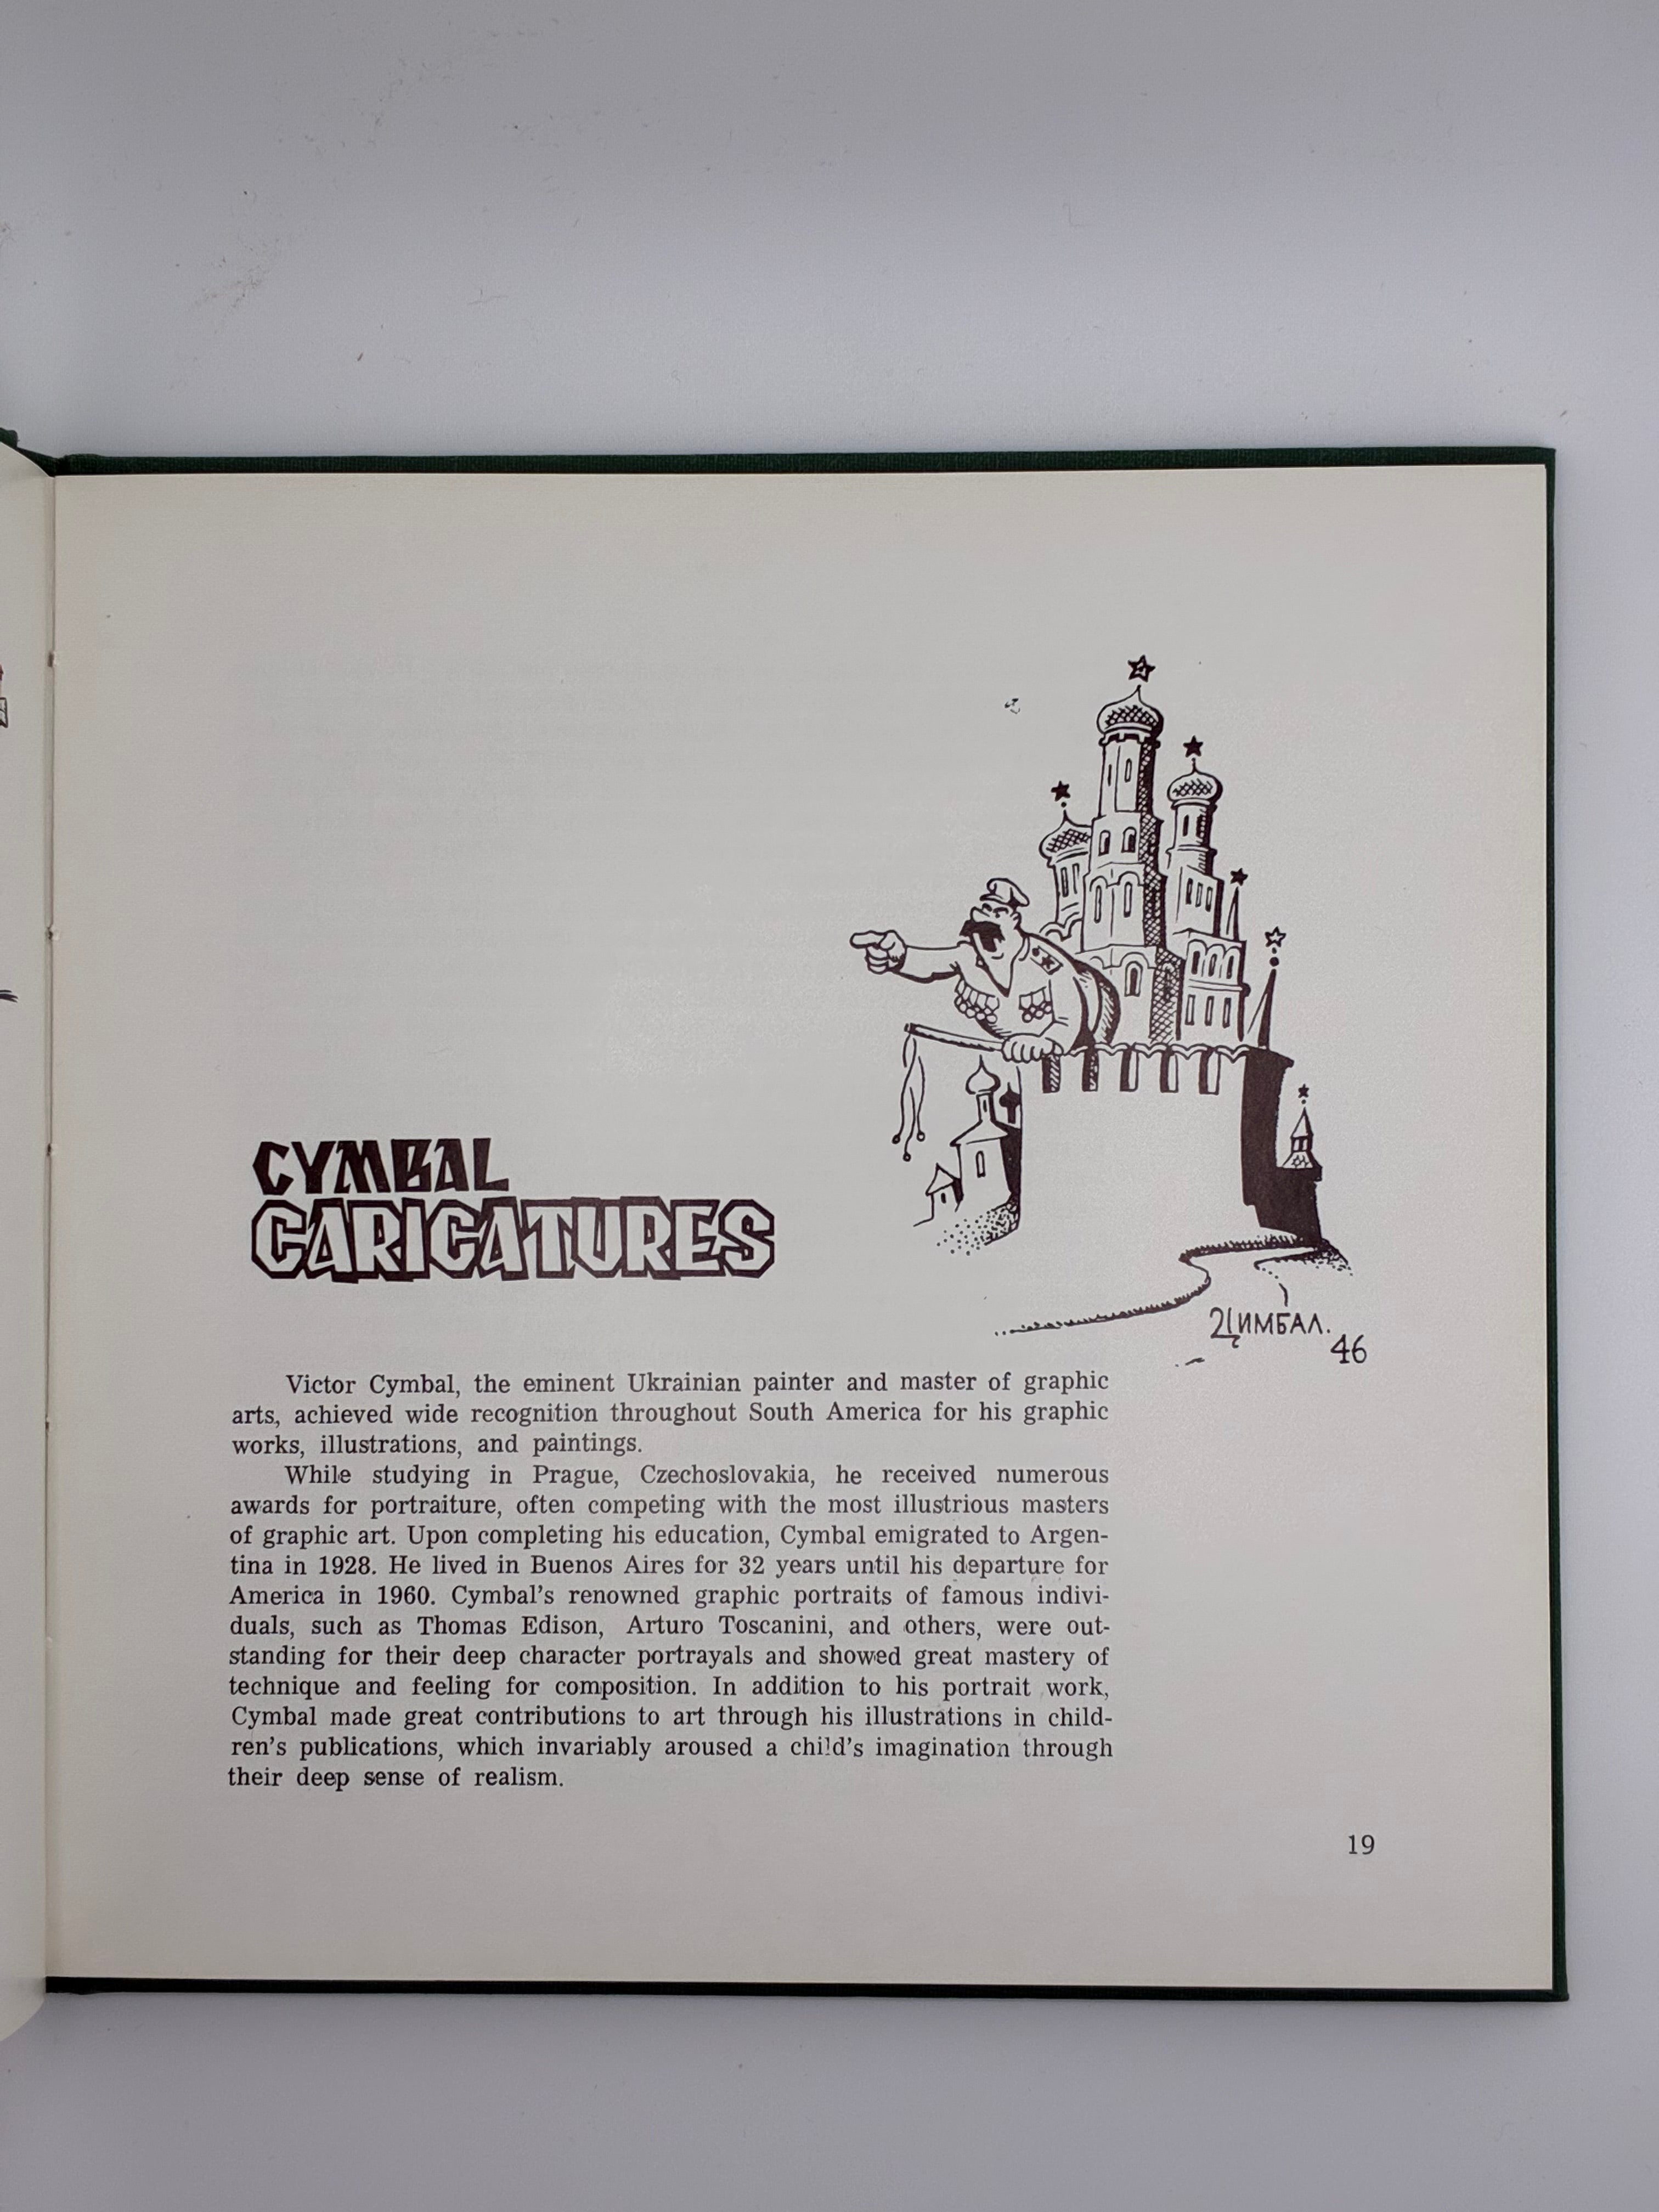 CYMBAL
CARICATURES
ЦИМБАЛ.
46
Victor Cymbal, the eminent Ukrainian painter and master of graphic
arts, achieved wide recognition throughout South America for his graphic
works, illustrations, and paintings.
While studying in Prague, Czechoslovakia, he received numerous
awards for portraiture, often competing with the most illustrious masters
of graphic art. Upon completing his education, Cymbal emigrated to Argen-
tina in 1928. He lived in Buenos Aires for 32 years until his departure for
America in 1960. Cymbal's renowned graphic portraits of famous indivi-
duals, such as Thomas Edison, Arturo Toscanini, and others, were out-
standing for their deep character portrayals and showed great mastery of
technique and feeling for composition. In addition to his portrait work,
Cymbal made great contributions to art through his illustrations in child-
ren's publications, which invariably aroused a child's imagination through
their deep sense of realism.
19